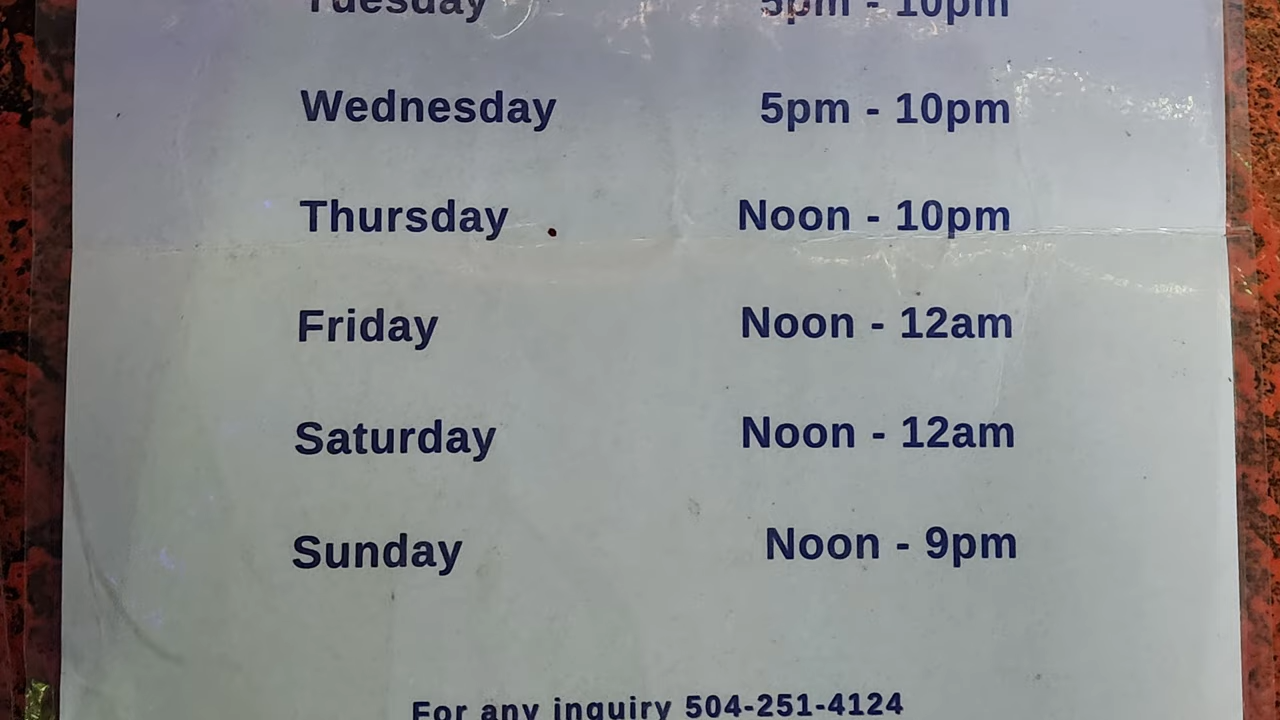 Tuesday 5pm - 10pm
Wednesday 5pm - 10pm
Thursday Noon - 10pm
Friday Noon - 12am
Saturday Noon - 12am
Sunday Noon - 9pm
For any inquiry 504-251-4124